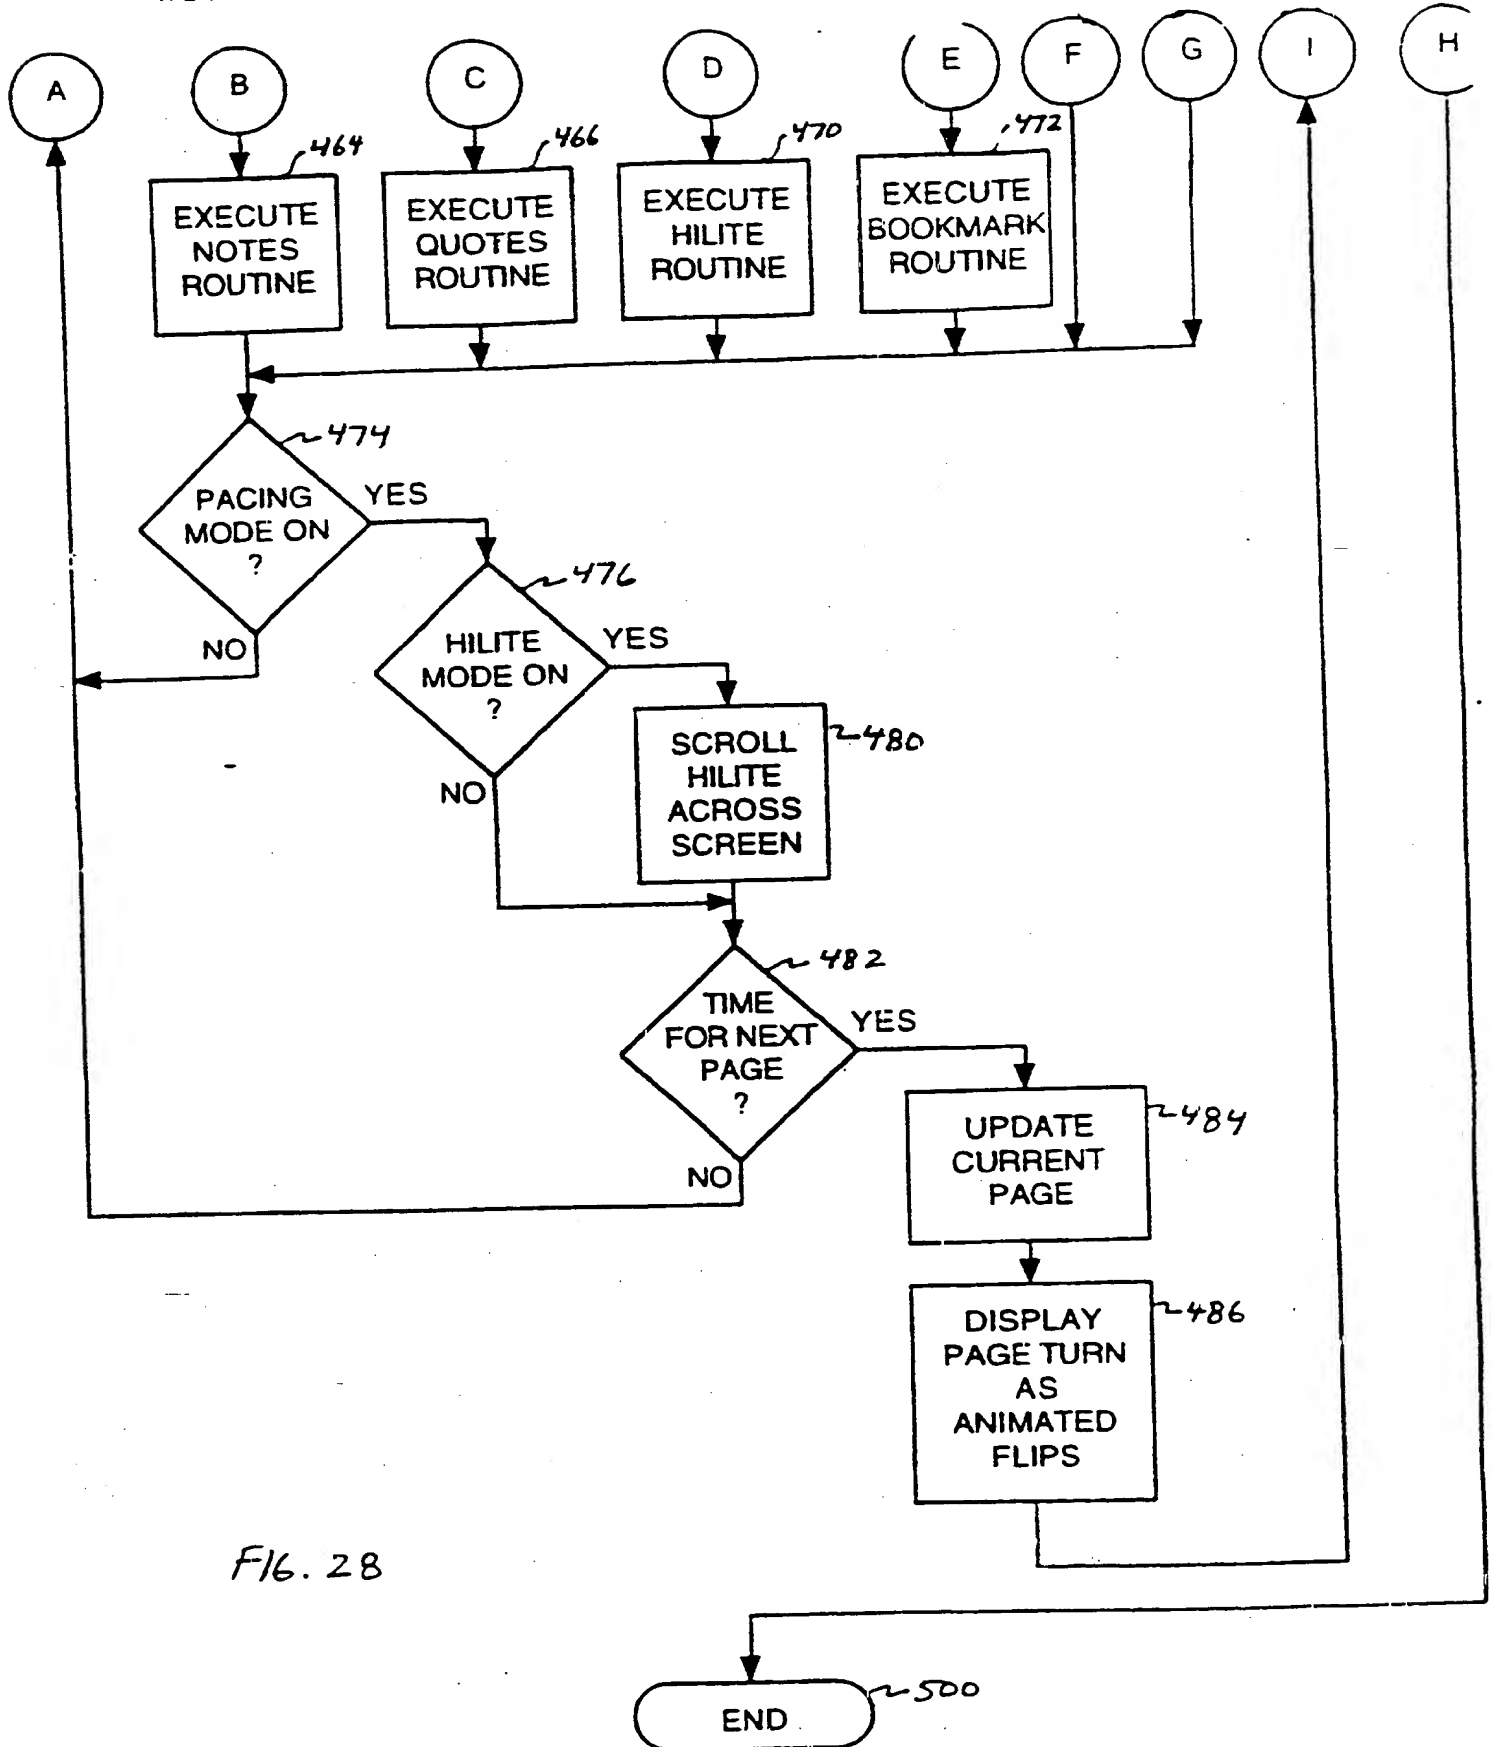 A
B
C
D
E
F
G
I
H
464
466
470
472
EXECUTE
NOTES
ROUTINE
EXECUTE
QUOTES
ROUTINE
EXECUTE
HILITE
ROUTINE
EXECUTE
BOOKMARK
ROUTINE
474
PACING
MODE ON
?
YES
NO
476
HILITE
MODE ON
?
YES
NO
480
SCROLL
HILITE
ACROSS
SCREEN
482
TIME
FOR NEXT
PAGE
?
YES
NO
484
UPDATE
CURRENT
PAGE
486
DISPLAY
PAGE TURN
AS
ANIMATED
FLIPS
FIG. 28
500
END